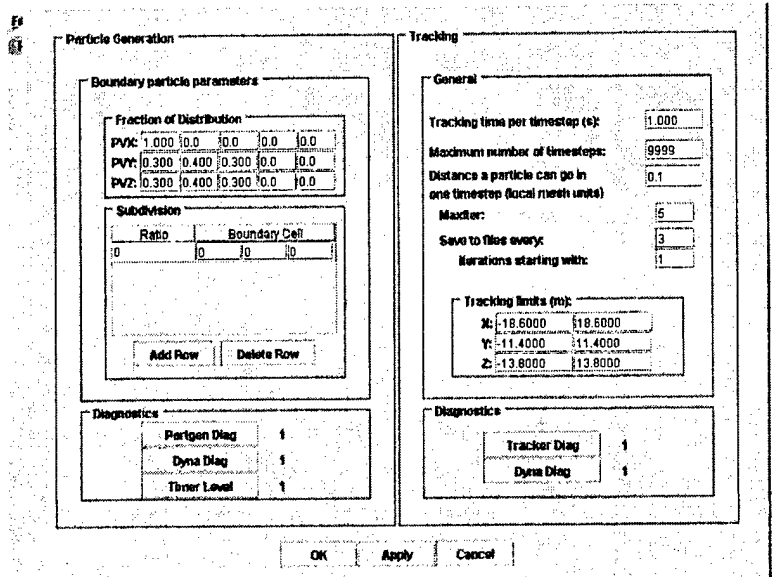 Particle Generation
Boundary particle parameters
Fraction of Distribution
PVX: 1.000 0.0 0.0 0.0 0.0
PVY: 0.300 0.400 0.300 0.0 0.0
PVZ: 0.300 0.400 0.300 0.0 0.0
Subdivision
Ratio Boundary Cell
0 0 0 0
Add Row Delete Row
Diagnostics
Partgen Diag 1
Dyna Diag 1
Timer Level 1
Tracking
General
Tracking time per timestep (s): 1.000
Maximum number of timesteps: 9999
Distance a particle can go in 0.1
one timestep (local mesh units)
MaxIter: 5
Save to files every: 3
iterations starting with: 1
Tracking limits (m):
X: -18.6000 18.6000
Y: -11.4000 11.4000
Z: -13.8000 13.8000
Diagnostics
Tracker Diag 1
Dyna Diag 1
OK Apply Cancel